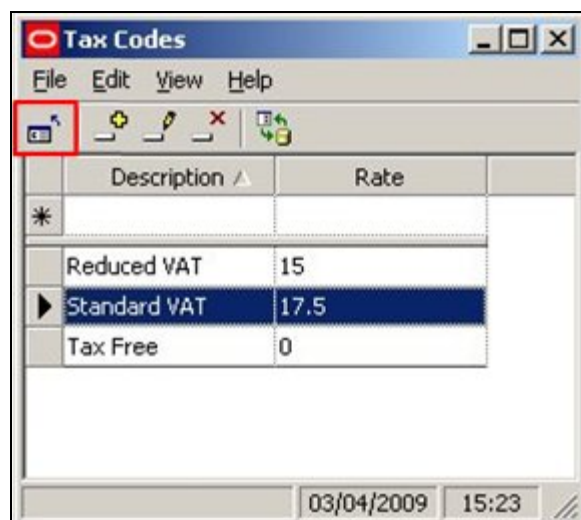 Tax Codes
File Edit View Help
Description Rate
Reduced VAT 15
Standard VAT 17.5
Tax Free 0
03/04/2009 15:23